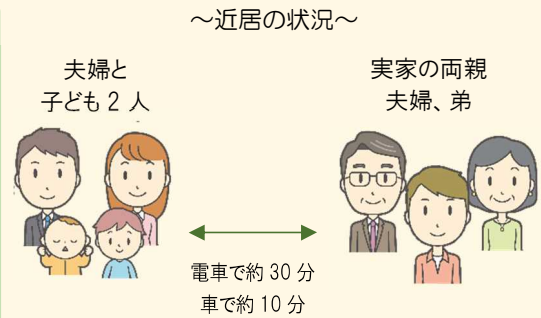 ～近居の状況～
夫婦と
子ども2人
実家の両親
夫婦、弟
電車で約30分
車で約10分